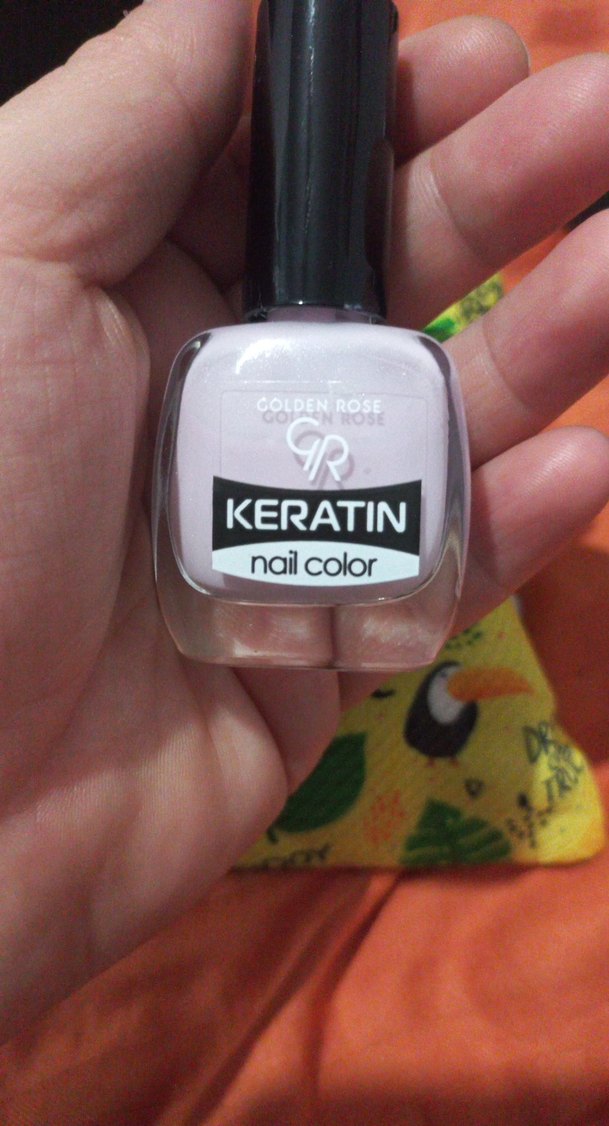 GOLDEN ROSE
GR
KERATIN
nail color